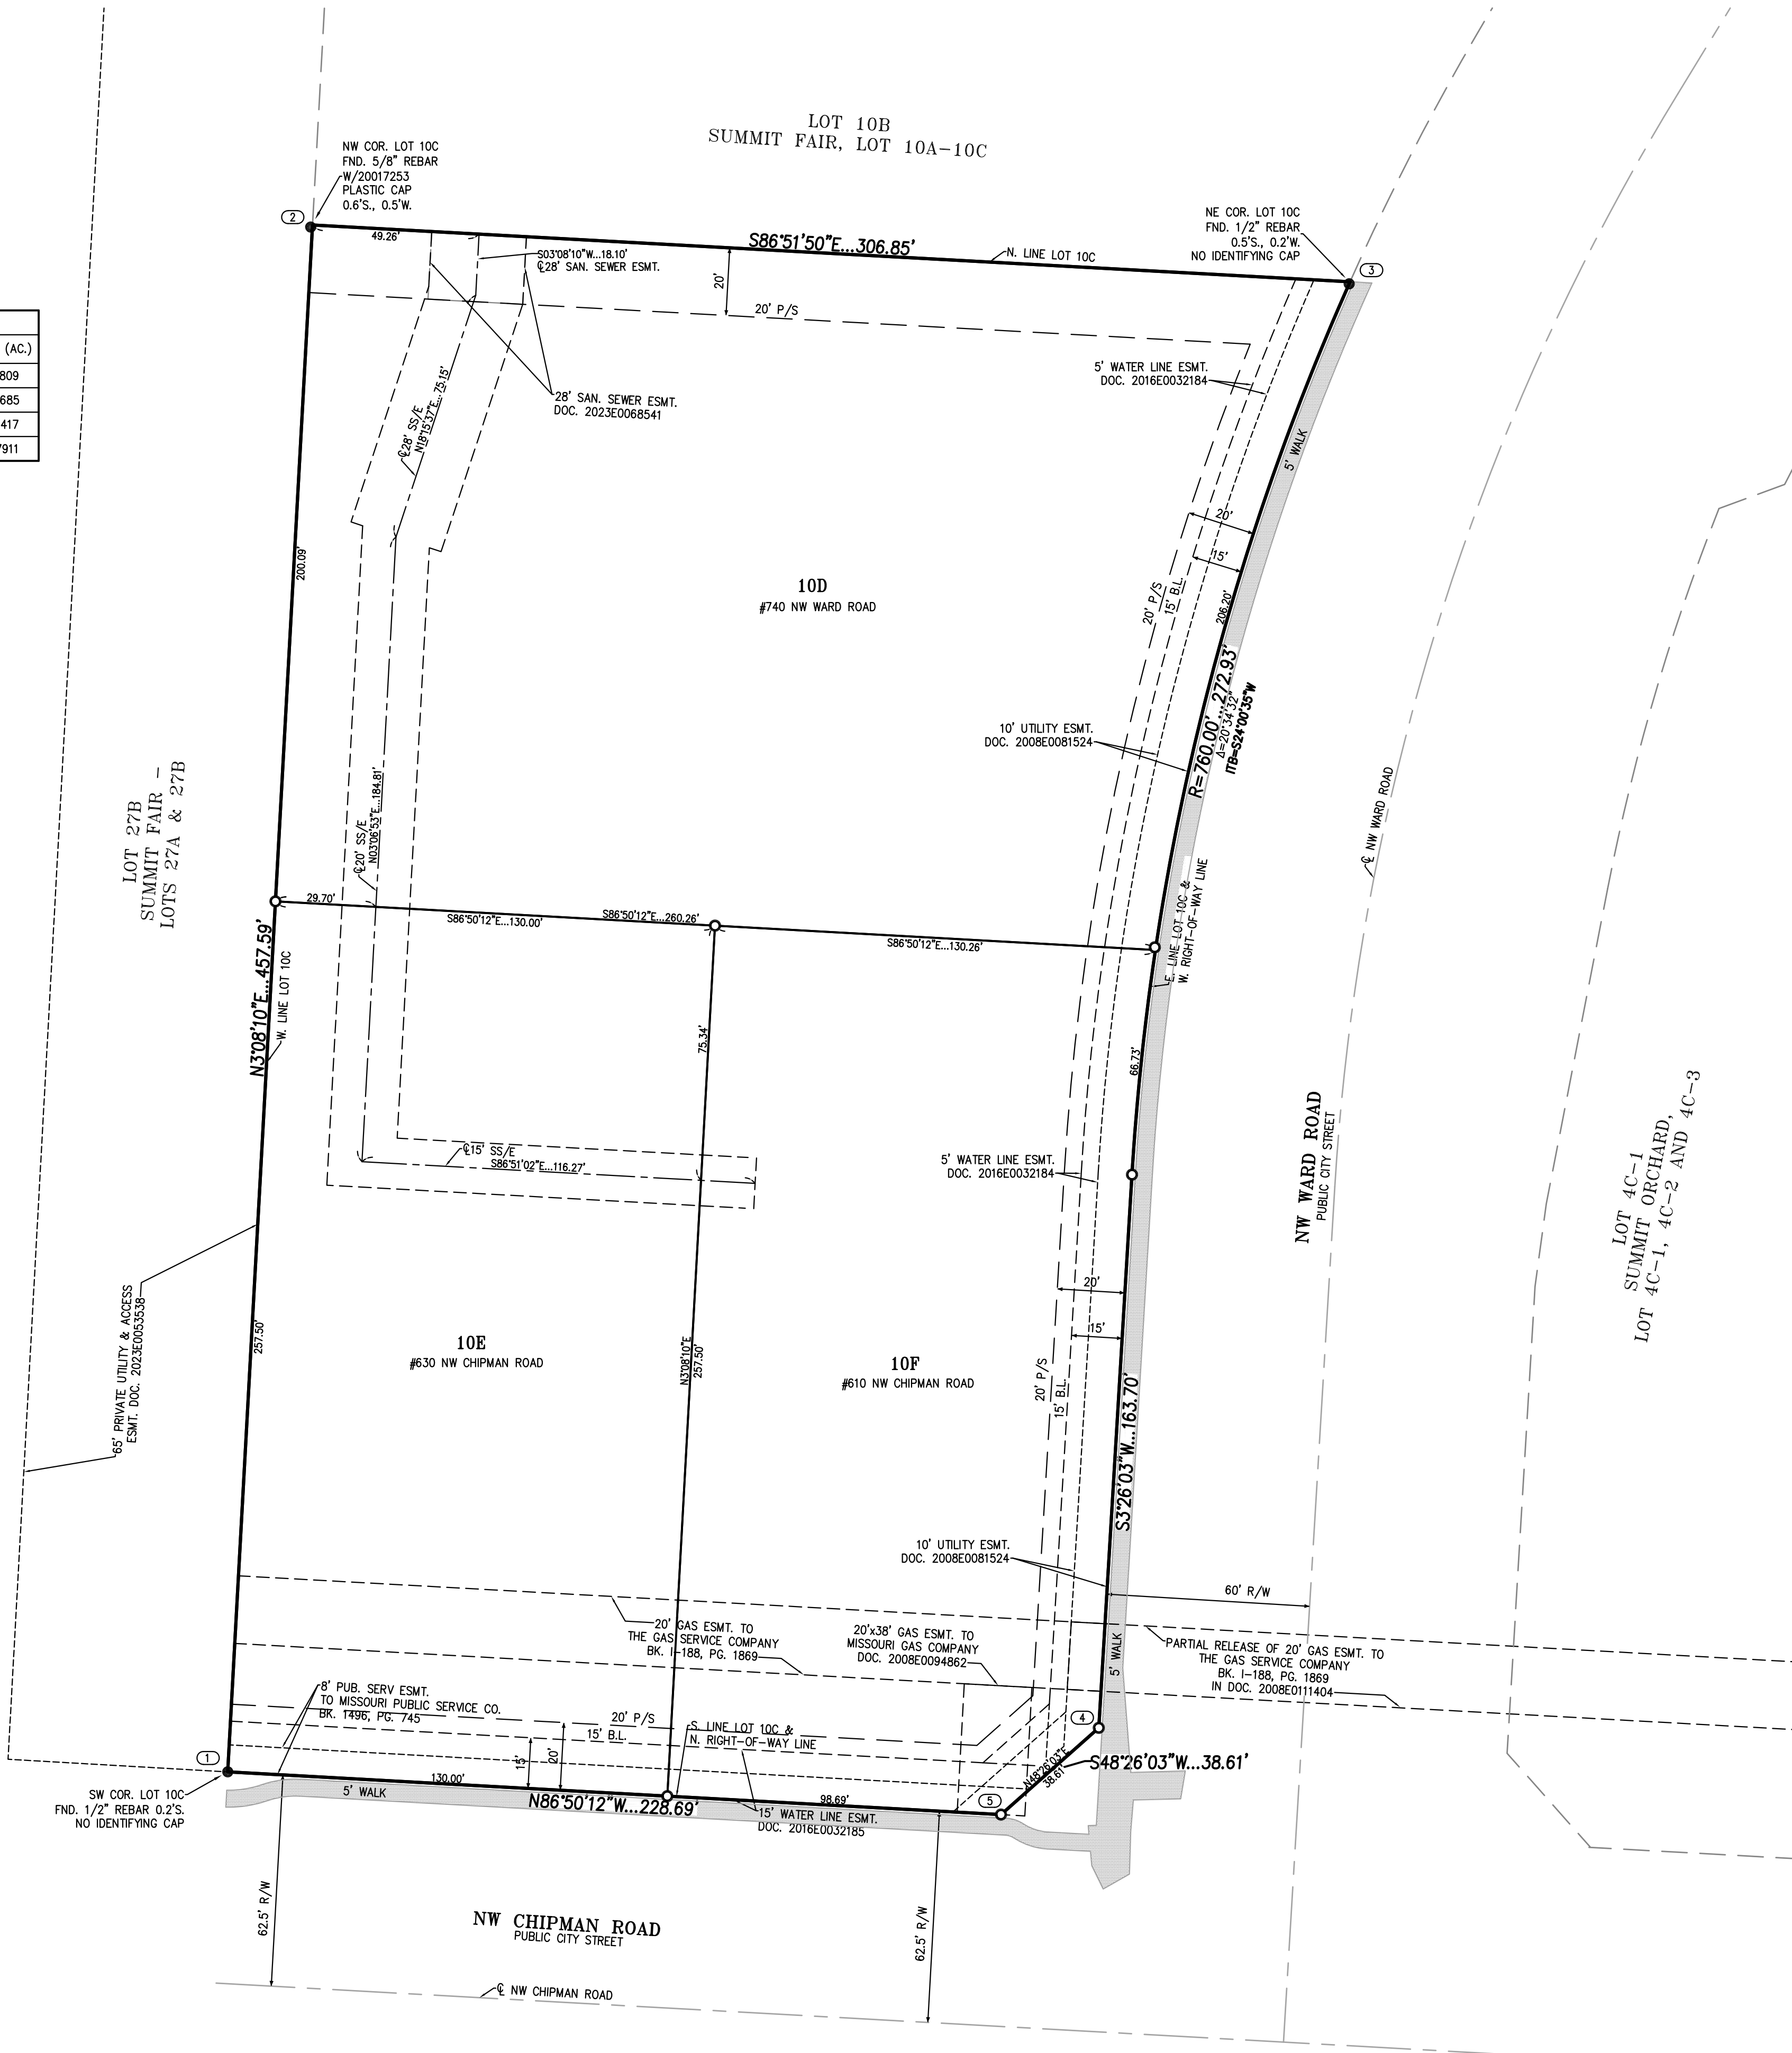 LOT 10B
SUMMIT FAIR, LOT 10A-10C
NW COR. LOT 10C
FND. 5/8" REBAR
W/20017253
PLASTIC CAP
0.6'S., 0.5'W.
2
49.26'
S03°08'10"W...18.10'
℄28' SAN. SEWER ESMT.
S86°51'50"E...306.85'
N. LINE LOT 10C
NE COR. LOT 10C
FND. 1/2" REBAR
0.5'S., 0.2'W.
NO IDENTIFYING CAP
3
20'
20' P/S
(AC.)
809
685
417
7911
℄28' SS/E
N18°15'37"E...75.15'
28' SAN. SEWER ESMT.
DOC. 2023E0068541
5' WATER LINE ESMT.
DOC. 2016E0032184
5' WALK
20'
15'
20' P/S
15' B.L.
200.09'
10D
#740 NW WARD ROAD
206.20'
R=760.00'...272.93'
Δ=20°34'32"
ITB=S24°00'35"W
10' UTILITY ESMT.
DOC. 2008E0081524
℄ NW WARD ROAD
LOT 27B
SUMMIT FAIR -
LOTS 27A & 27B
℄20' SS/E
N03°06'53"E...184.81'
29.70'
S86°50'12"E...130.00'
S86°50'12"E...260.26'
S86°50'12"E...130.26'
E. LINE LOT 10C &
W. RIGHT-OF-WAY LINE
N3°08'10"E...457.59'
W. LINE LOT 10C
75.34'
66.73'
℄15' SS/E
S86°51'02"E...116.27'
5' WATER LINE ESMT.
DOC. 2016E0032184
NW WARD ROAD
PUBLIC CITY STREET
LOT 4C-1
SUMMIT ORCHARD,
LOT 4C-1, 4C-2 AND 4C-3
65' PRIVATE UTILITY & ACCESS
ESMT. DOC. 2023E0053538
257.50'
10E
#630 NW CHIPMAN ROAD
N3°08'10"E
257.50'
10F
#610 NW CHIPMAN ROAD
20'
15'
20' P/S
15' B.L.
S3°26'03"W...163.70'
10' UTILITY ESMT.
DOC. 2008E0081524
60' R/W
20' GAS ESMT. TO
THE GAS SERVICE COMPANY
BK. I-188, PG. 1869
20'x38' GAS ESMT. TO
MISSOURI GAS COMPANY
DOC. 2008E0094862
5' WALK
PARTIAL RELEASE OF 20' GAS ESMT. TO
THE GAS SERVICE COMPANY
BK. I-188, PG. 1869
IN DOC. 2008E0111404
8' PUB. SERV ESMT.
TO MISSOURI PUBLIC SERVICE CO.
BK. 1496, PG. 745
20' P/S
15' B.L.
S. LINE LOT 10C &
N. RIGHT-OF-WAY LINE
4
1
15'
20'
N48°26'03"E
38.61'
S48°26'03"W...38.61'
SW COR. LOT 10C
FND. 1/2" REBAR 0.2'S.
NO IDENTIFYING CAP
5' WALK
130.00'
N86°50'12"W...228.69'
98.69'
5
15' WATER LINE ESMT.
DOC. 2016E0032185
62.5' R/W
62.5' R/W
NW CHIPMAN ROAD
PUBLIC CITY STREET
℄ NW CHIPMAN ROAD